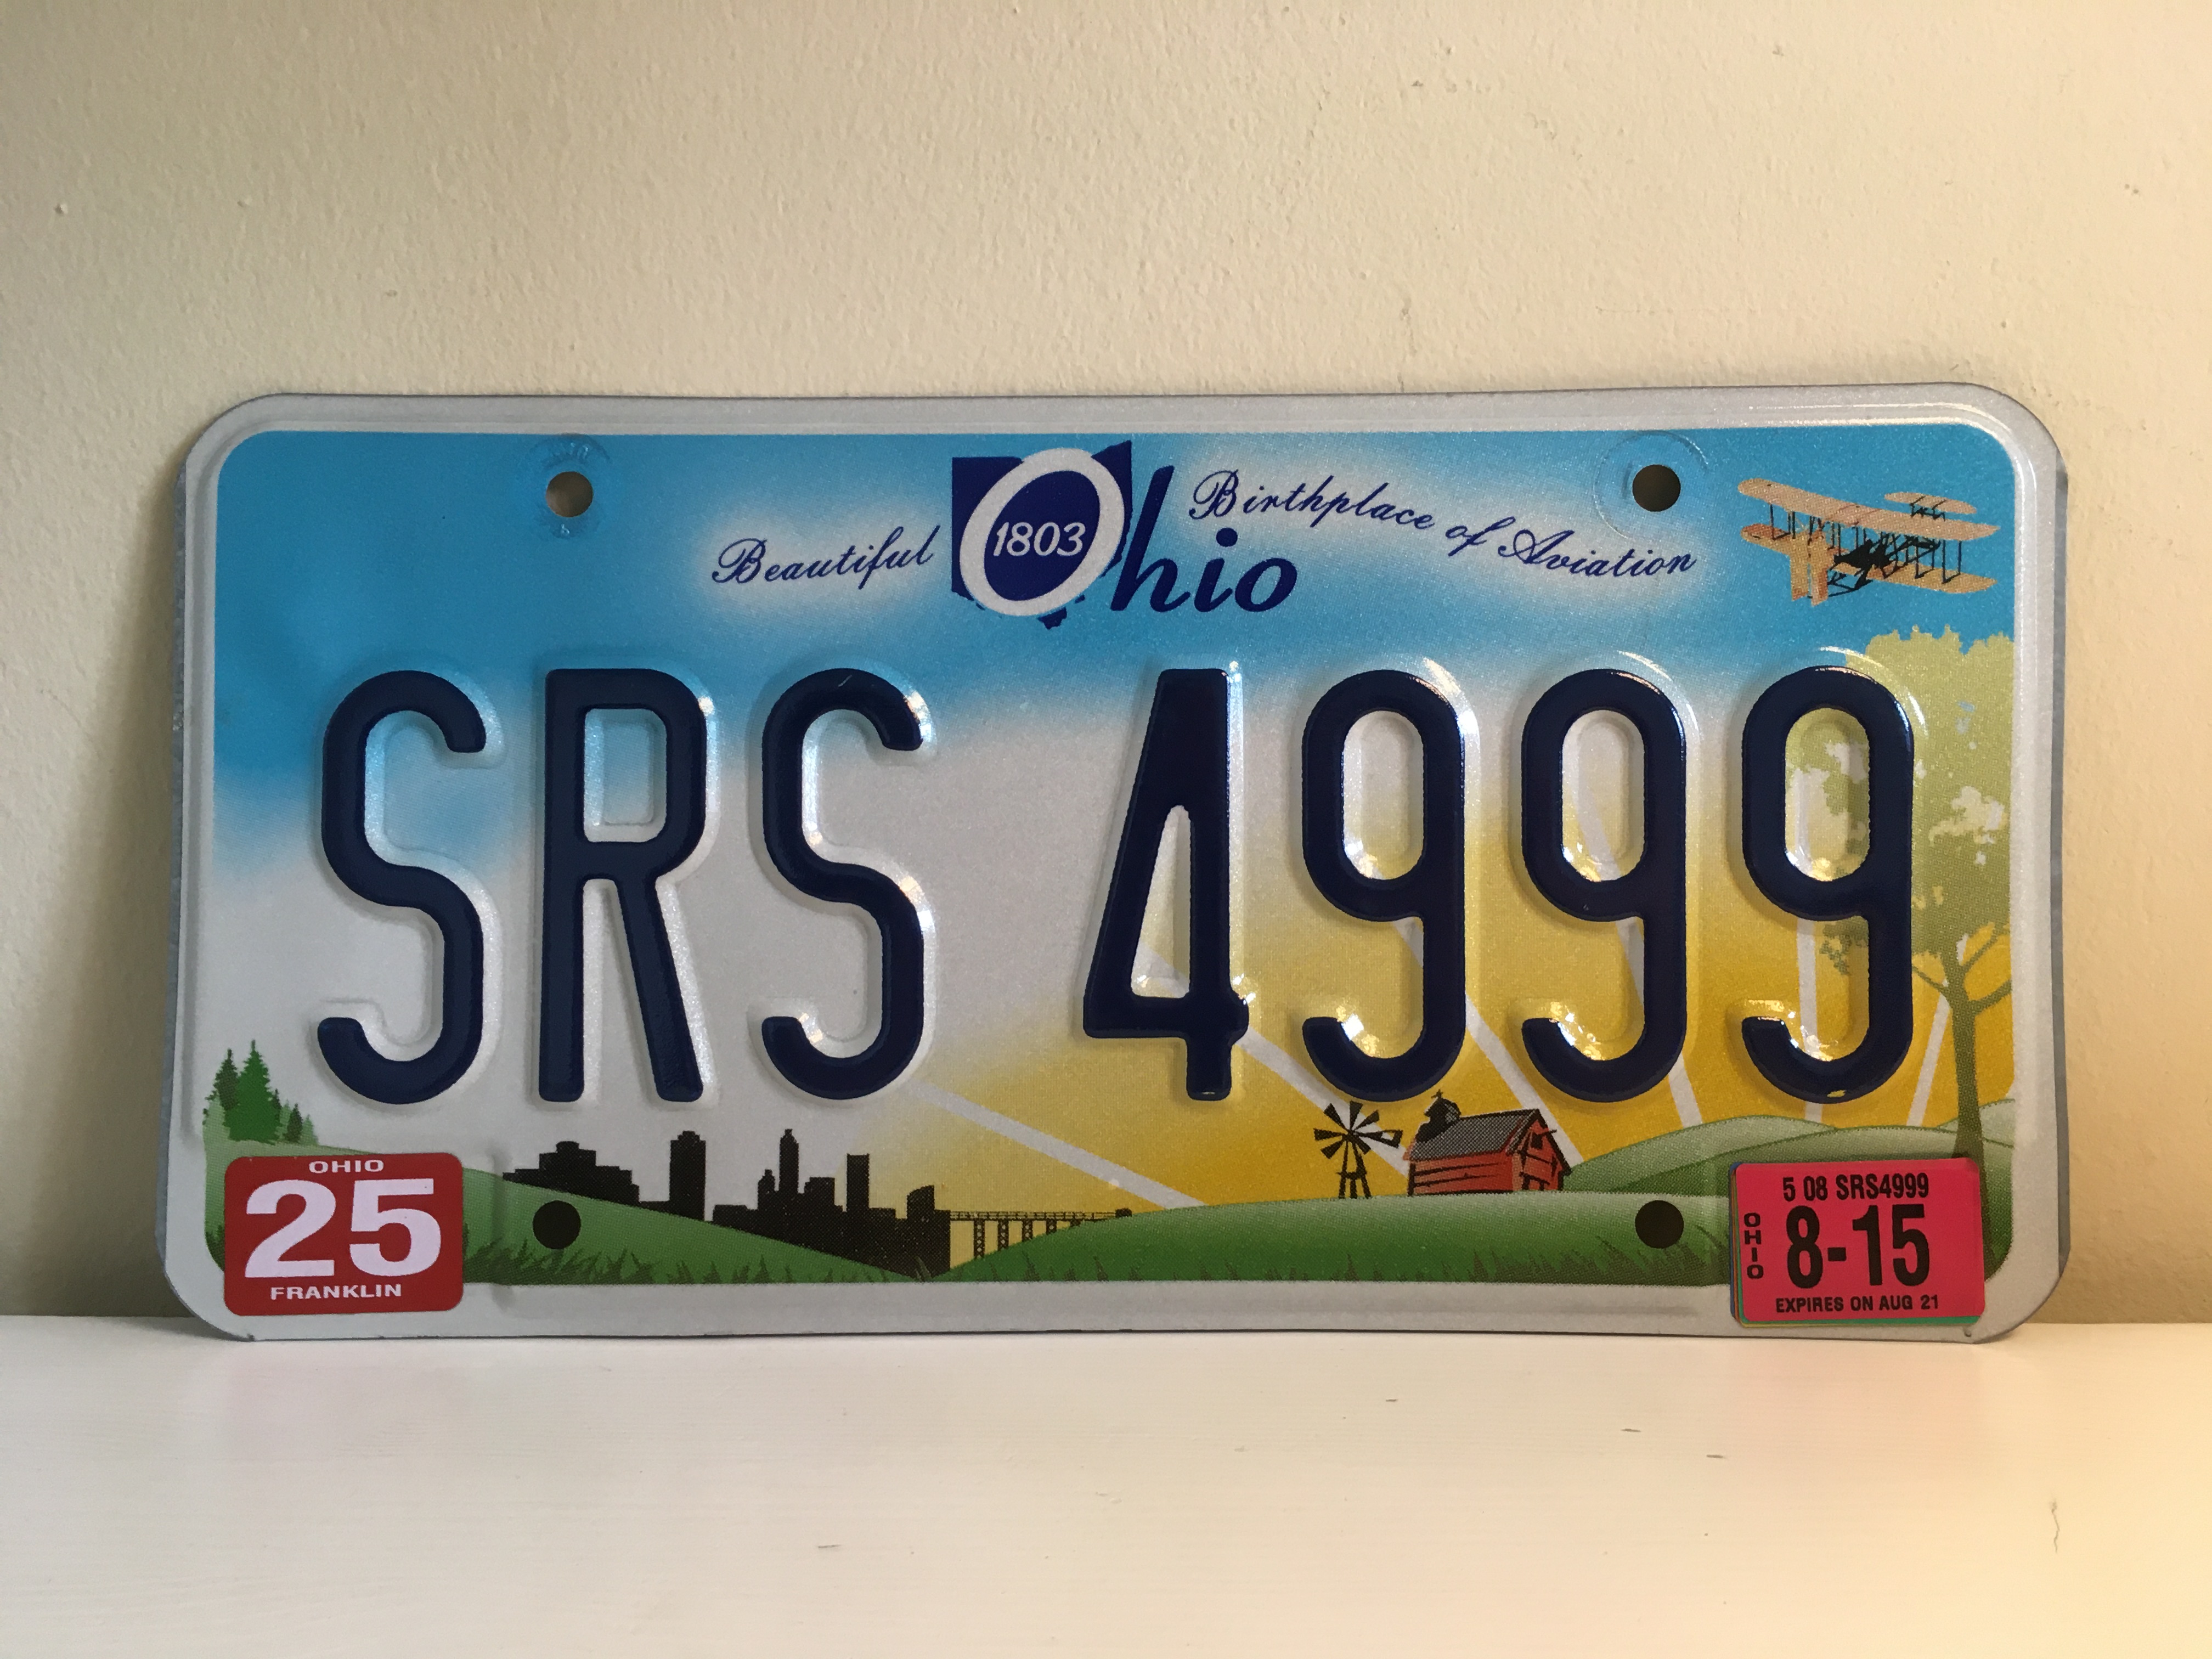 Beautiful Ohio Birthplace of Aviation
1803
SRS 4999
OHIO
25
FRANKLIN
5 08 SRS4999
OHIO
8-15
EXPIRES ON AUG 21